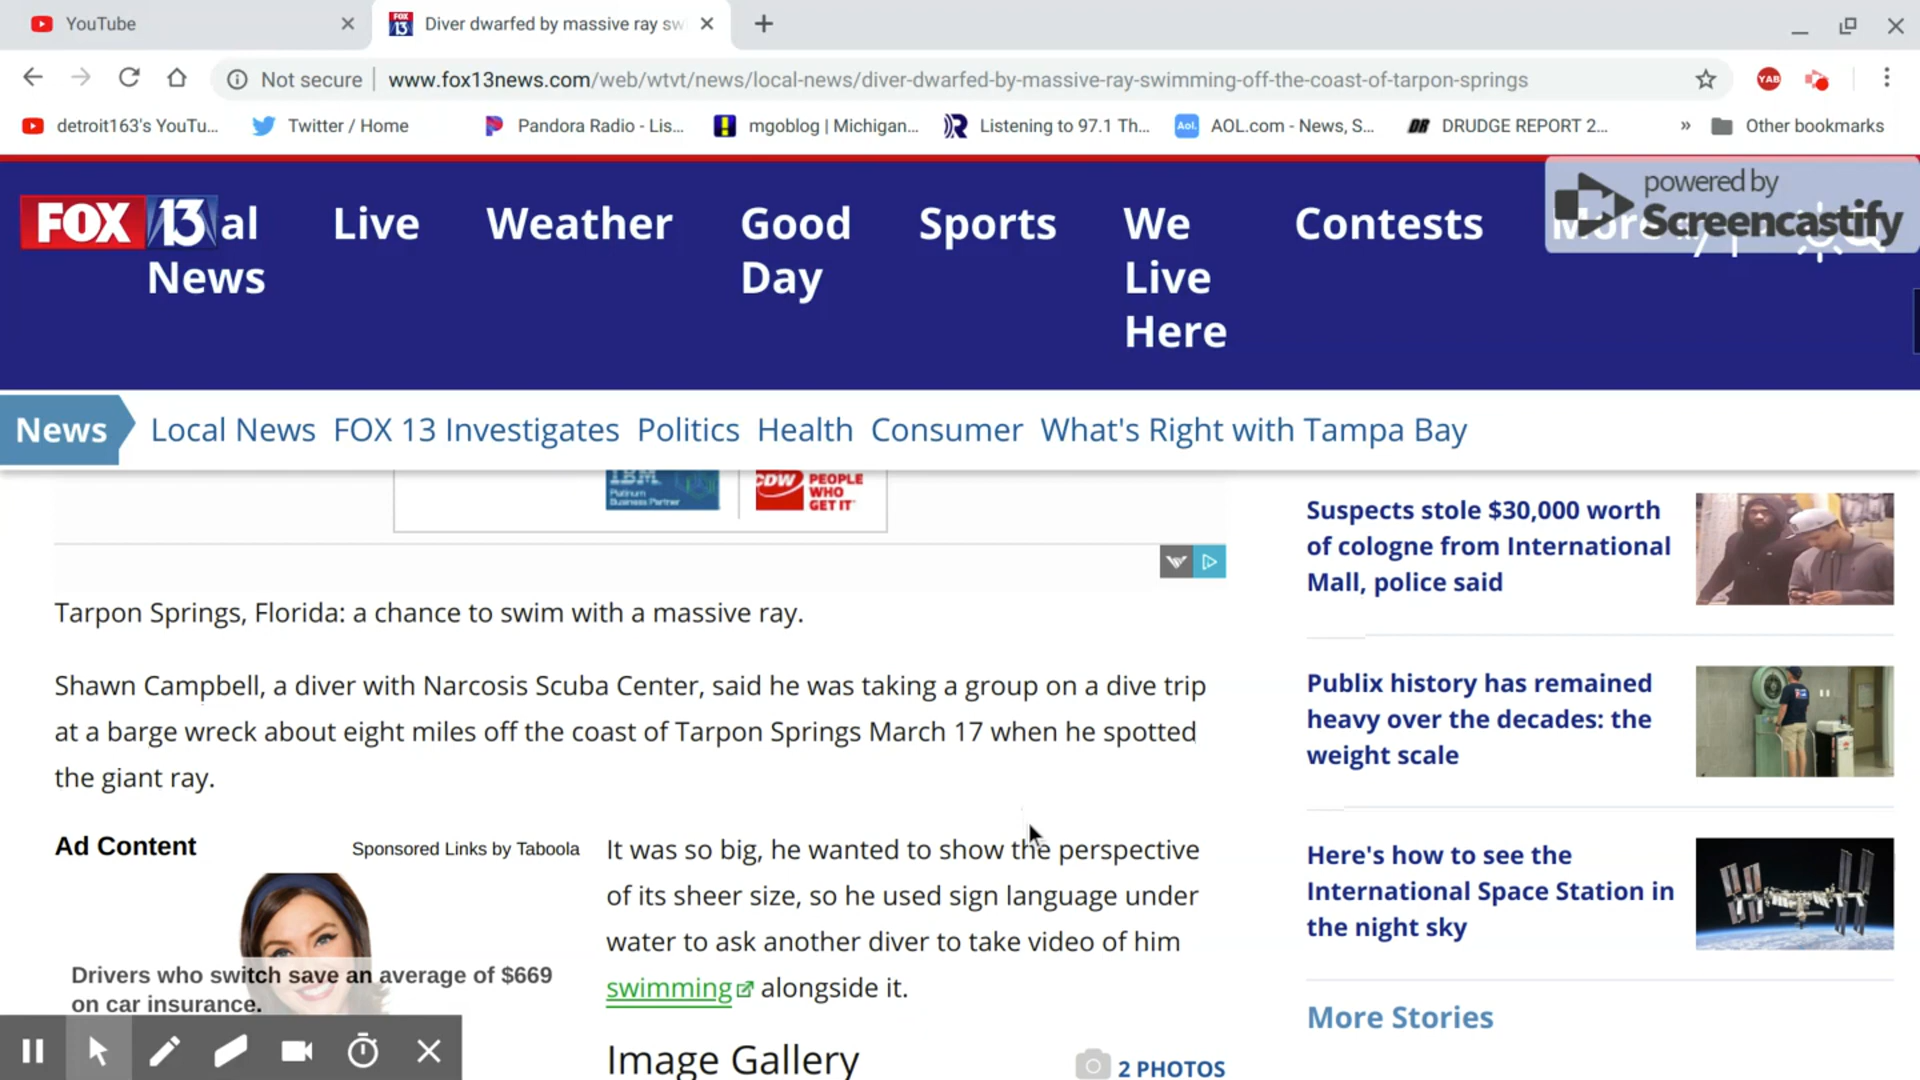 YouTube
Diver dwarfed by massive ray sw
Not secure
www.fox13news.com/web/wtvt/news/local-news/diver-dwarfed-by-massive-ray-swimming-off-the-coast-of-tarpon-springs
YAB
detroit163's YouTu...
Twitter / Home
Pandora Radio - Lis...
mgoblog | Michigan...
Listening to 97.1 Th...
Aol.
AOL.com - News, S...
DR
DRUDGE REPORT 2...
»
Other bookmarks
FOX 13
al
News
Live
Weather
Good
Day
Sports
We
Live
Here
Contests
More
powered by
Screencastify
News
Local News
FOX 13 Investigates
Politics
Health
Consumer
What's Right with Tampa Bay
IBM
Platinum
Business Partner
CDW
PEOPLE
WHO
GET IT
Tarpon Springs, Florida: a chance to swim with a massive ray.
Shawn Campbell, a diver with Narcosis Scuba Center, said he was taking a group on a dive trip
at a barge wreck about eight miles off the coast of Tarpon Springs March 17 when he spotted
the giant ray.
Ad Content
Sponsored Links by Taboola
Drivers who switch save an average of $669
on car insurance.
It was so big, he wanted to show the perspective
of its sheer size, so he used sign language under
water to ask another diver to take video of him
swimming alongside it.
Image Gallery
2 PHOTOS
Suspects stole $30,000 worth
of cologne from International
Mall, police said
Publix history has remained
heavy over the decades: the
weight scale
Here's how to see the
International Space Station in
the night sky
More Stories